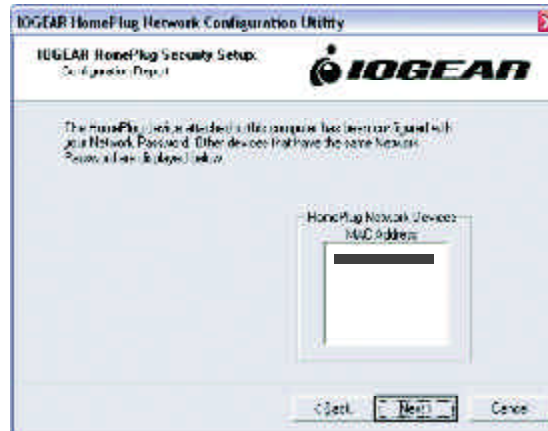 IOGEAR HomePlug Network Configuration Utility
IOGEAR HomePlug Security Setup:
Configuration Report
IOGEAR
The HomePlug device attached to this computer has been configured with
your Network Password. Other devices that have the same Network
Password are displayed below.
HomePlug Network Devices
MAC Address
< Back
Next >
Cancel